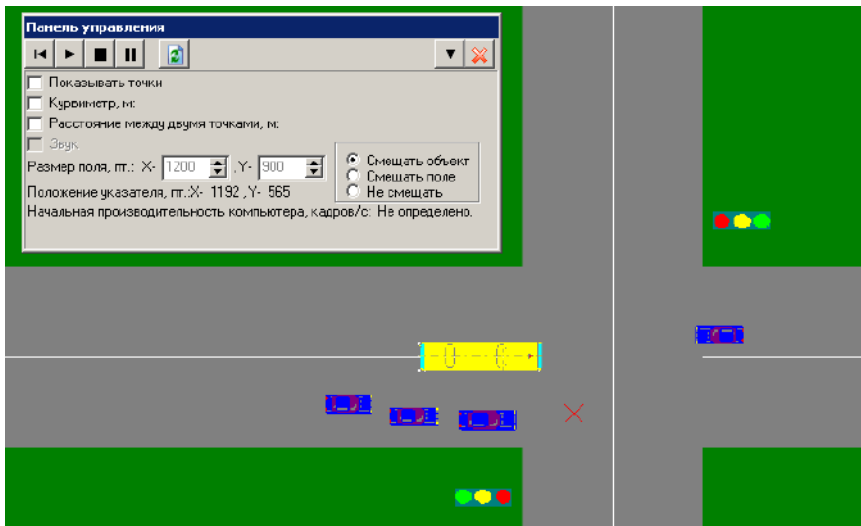 Панель управления
Показывать точки
Курвиметр, м:
Расстояние между двумя точками, м:
Звук
Размер поля, пт.: X- 1200 , Y- 900
Смещать объект
Смещать поле
Не смещать
Положение указателя, пт.:X- 1192 ,Y- 565
Начальная производительность компьютера, кадров/с: Не определено.